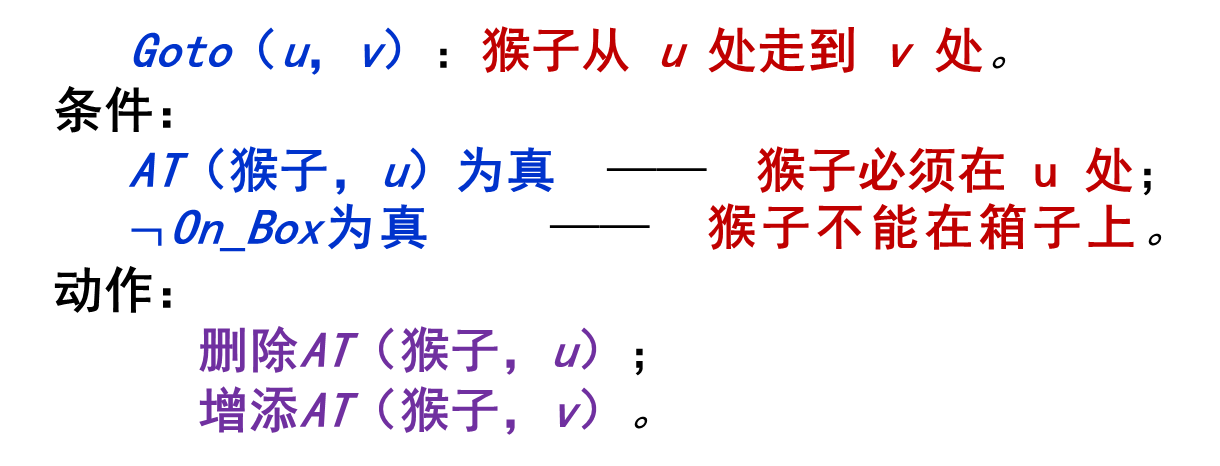 Goto（u，v）：猴子从 u 处走到 v 处。
条件：
AT（猴子，u）为真 —— 猴子必须在 u 处；
¬On_Box为真 —— 猴子不能在箱子上。
动作：
删除AT（猴子，u）；
增添AT（猴子，v）。